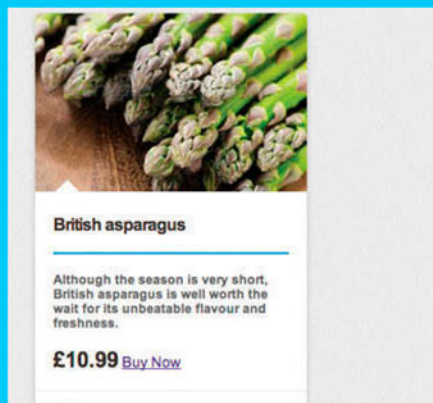 British asparagus
Although the season is very short,
British asparagus is well worth the
wait for its unbeatable flavour and
freshness.
£10.99 Buy Now